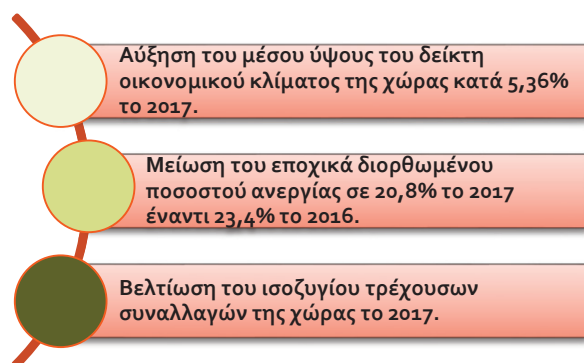 Αύξηση του μέσου ύψους του δείκτη
οικονομικού κλίματος της χώρας κατά 5,36%
το 2017.
Μείωση του εποχικά διορθωμένου
ποσοστού ανεργίας σε 20,8% το 2017
έναντι 23,4% το 2016.
Βελτίωση του ισοζυγίου τρέχουσων
συναλλαγών της χώρας το 2017.